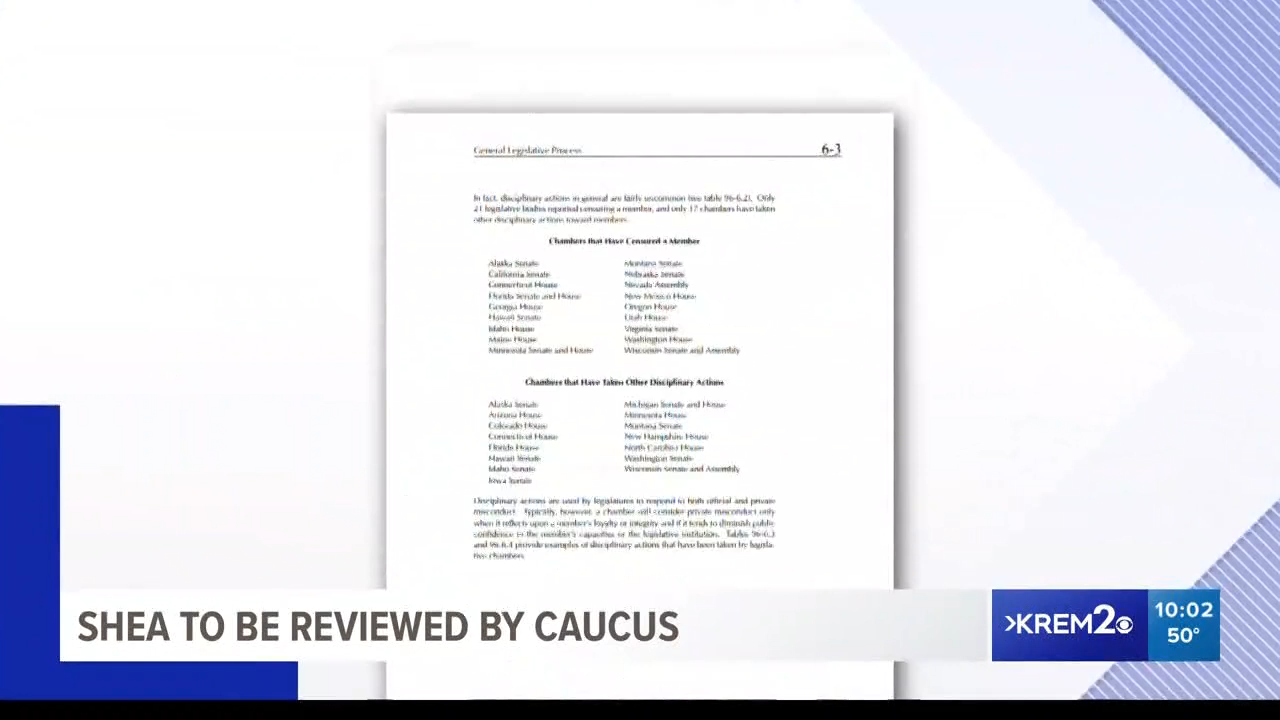 General Legislative Process 6-3
In fact, disciplinary actions in general are fairly uncommon (see table 96-6.2). Only
21 legislative bodies reported censuring a member, and only 17 chambers have taken
other disciplinary actions toward members.
Chambers that Have Censured a Member
Alaska Senate Montana Senate
California Senate Nebraska Senate
Connecticut House Nevada Assembly
Florida Senate and House New Mexico House
Georgia House Oregon House
Hawaii Senate Utah House
Idaho House Virginia Senate
Maine House Washington House
Minnesota Senate and House Wisconsin Senate and Assembly
Chambers that Have Taken Other Disciplinary Actions
Alaska Senate Michigan Senate and House
Arizona House Minnesota House
Colorado House Montana Senate
Connecticut House New Hampshire House
Florida House North Carolina House
Hawaii Senate Washington Senate
Idaho Senate Wisconsin Senate and Assembly
Iowa Senate
Disciplinary actions are used by legislatures to respond to both official and private
misconduct. Typically, however, a chamber will consider private misconduct only
when it reflects upon a member's loyalty or integrity and if it tends to diminish public
confidence in the member's capacities or the legislative institution. Tables 96-6.3
and 96-6.4 provide examples of disciplinary actions that have been taken by legisla-
tive chambers.
SHEA TO BE REVIEWED BY CAUCUS
KREM2
10:02
50°